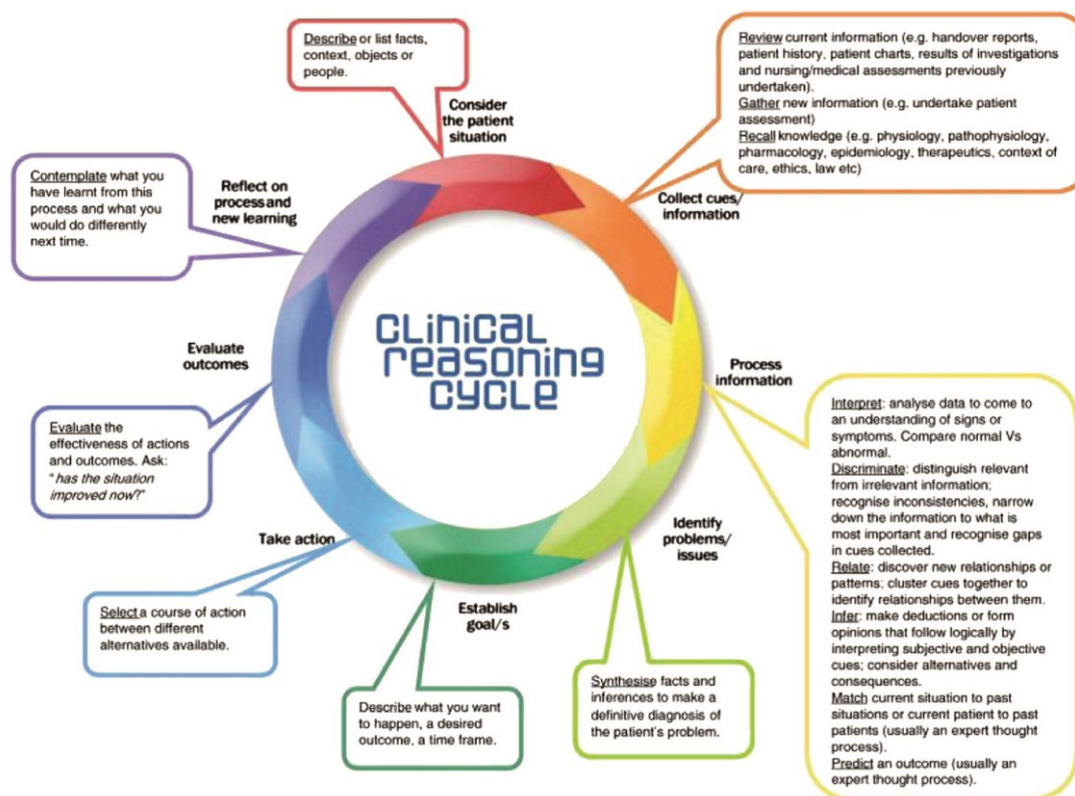 Describe or list facts,
context, objects or
people.
Consider
the patient
situation
Review current information (e.g. handover reports,
patient history, patient charts, results of investigations
and nursing/medical assessments previously
undertaken).
Gather new information (e.g. undertake patient
assessment)
Recall knowledge (e.g. physiology, pathophysiology,
pharmacology, epidemiology, therapeutics, context of
care, ethics, law etc)
Collect cues/
information
Process
information
Interpret: analyse data to come to
an understanding of signs or
symptoms. Compare normal Vs
abnormal.
Discriminate: distinguish relevant
from irrelevant information;
recognise inconsistencies, narrow
down the information to what is
most important and recognise gaps
in cues collected.
Relate: discover new relationships or
patterns; cluster cues together to
identify relationships between them.
Infer: make deductions or form
opinions that follow logically by
interpreting subjective and objective
cues; consider alternatives and
consequences.
Match current situation to past
situations or current patient to past
patients (usually an expert thought
process).
Predict an outcome (usually an
expert thought process).
Identify
problems/
issues
Synthesise facts and
inferences to make a
definitive diagnosis of
the patient's problem.
Establish
goal/s
Describe what you want
to happen, a desired
outcome, a time frame.
Take action
Select a course of action
between different
alternatives available.
Evaluate
outcomes
Evaluate the
effectiveness of actions
and outcomes. Ask:
"has the situation
improved now?"
Reflect on
process and
new learning
Contemplate what you
have learnt from this
process and what you
would do differently
next time.
CLINICAL
REASONING
CYCLE